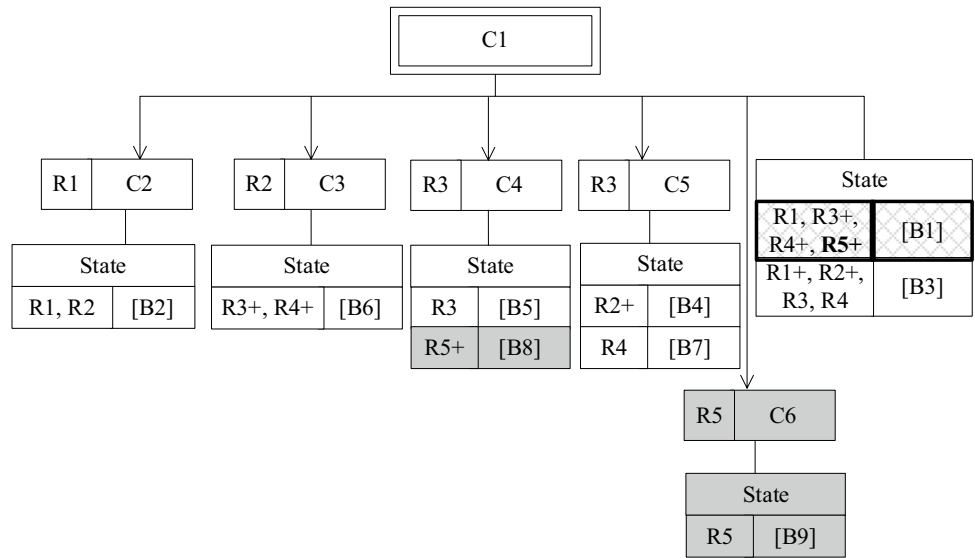 C1
R1 C2
R2 C3
R3 C4
R3 C5
State
R1, R3+,
R4+, R5+
[B1]
R1+, R2+,
R3, R4
[B3]
State
R1, R2 [B2]
State
R3+, R4+ [B6]
State
R3 [B5]
R5+ [B8]
State
R2+ [B4]
R4 [B7]
R5 C6
State
R5 [B9]